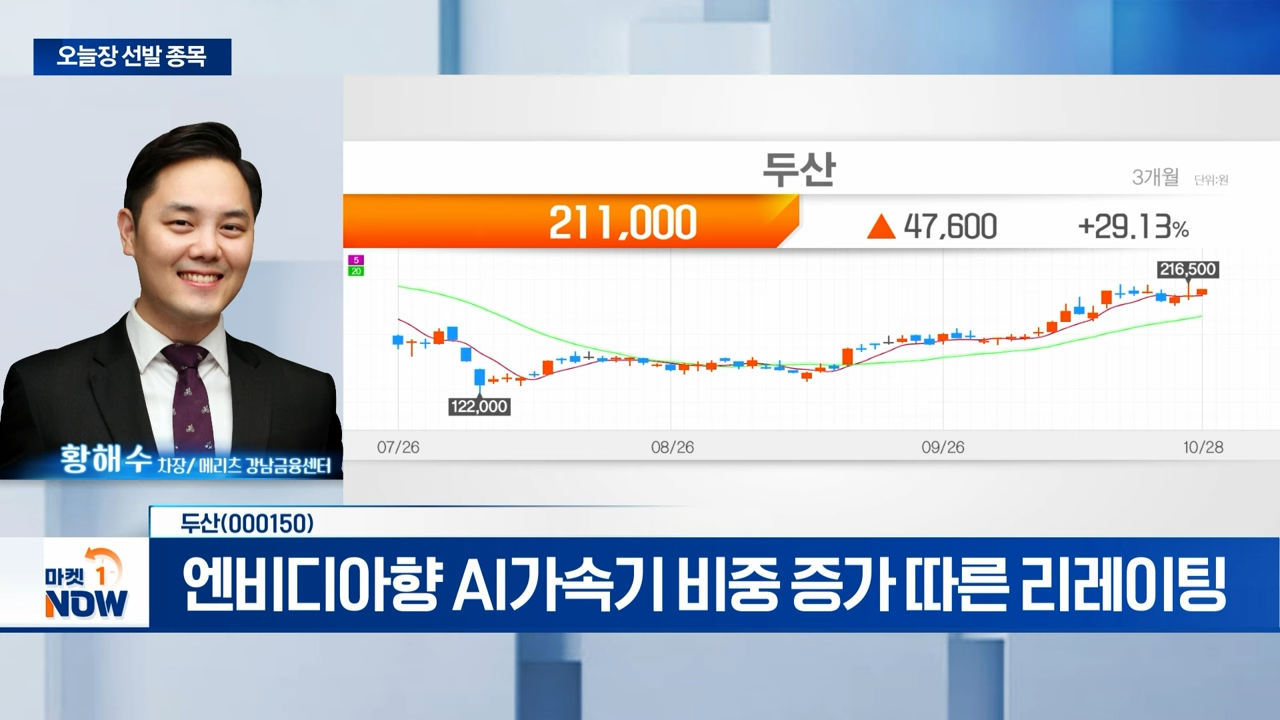 오늘장 선발 종목
두산
3개월 단위:원
211,000 ▲ 47,600 +29.13%
5
20
216,500
122,000
07/26 08/26 09/26 10/28
황해수 차장/ 메리츠 강남금융센터
두산(000150)
마켓 1
NOW
엔비디아향 AI가속기 비중 증가 따른 리레이팅